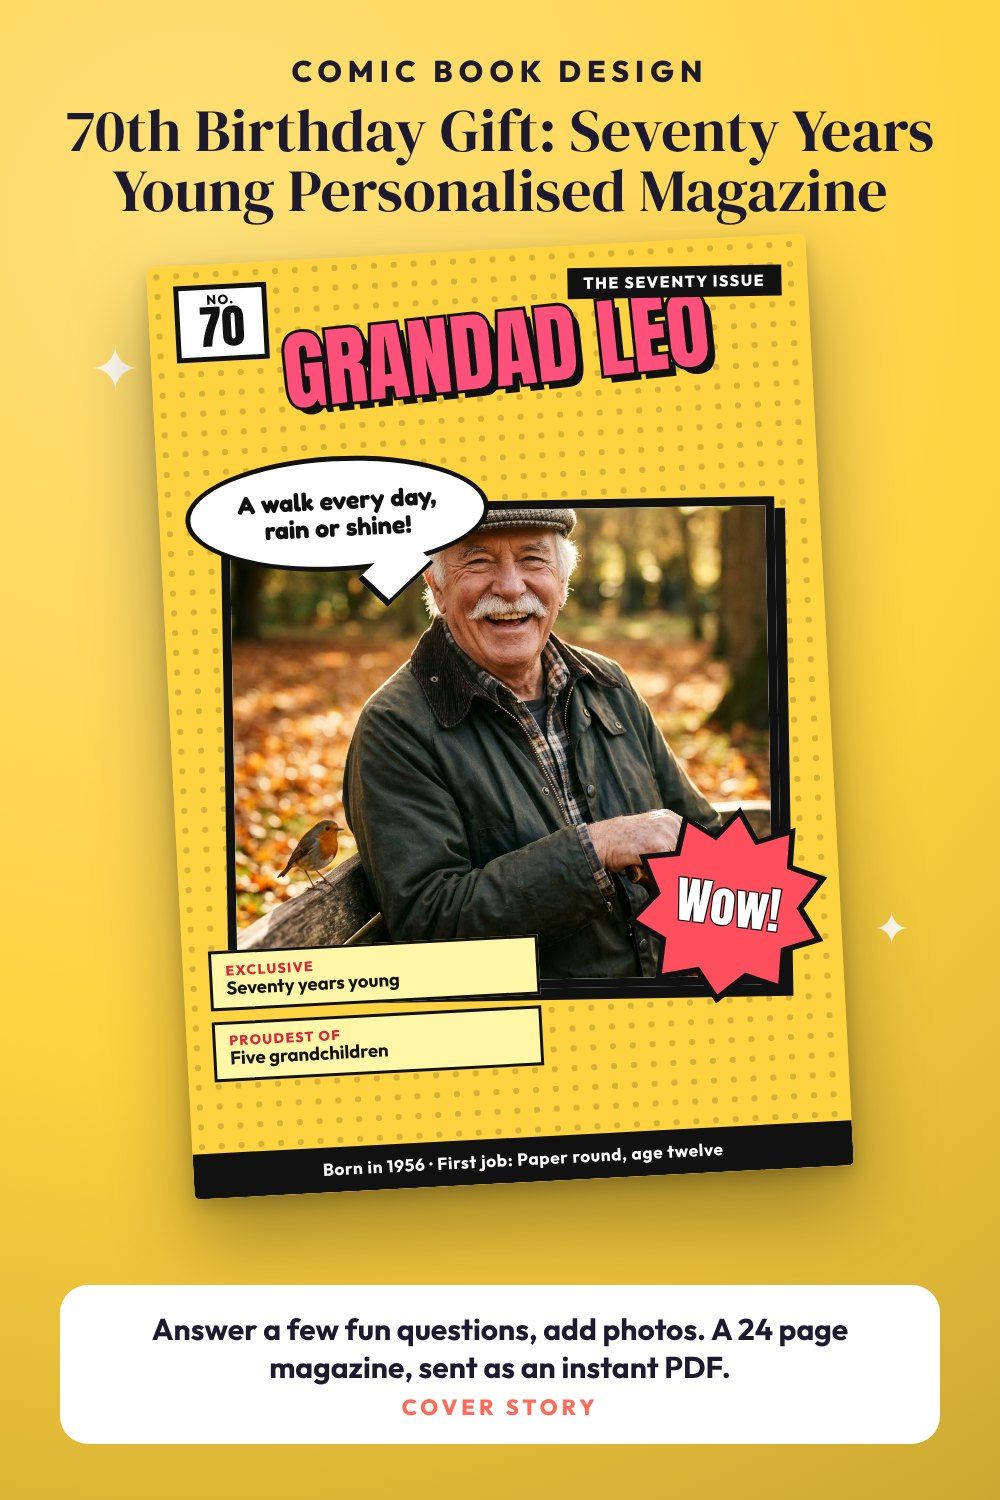 COMIC BOOK DESIGN
70th Birthday Gift: Seventy Years
Young Personalised Magazine
THE SEVENTY ISSUE
NO.
70
GRANDAD LEO
A walk every day,
rain or shine!
Wow!
EXCLUSIVE
Seventy years young
PROUDEST OF
Five grandchildren
Born in 1956 · First job: Paper round, age twelve
Answer a few fun questions, add photos. A 24 page
magazine, sent as an instant PDF.
COVER STORY